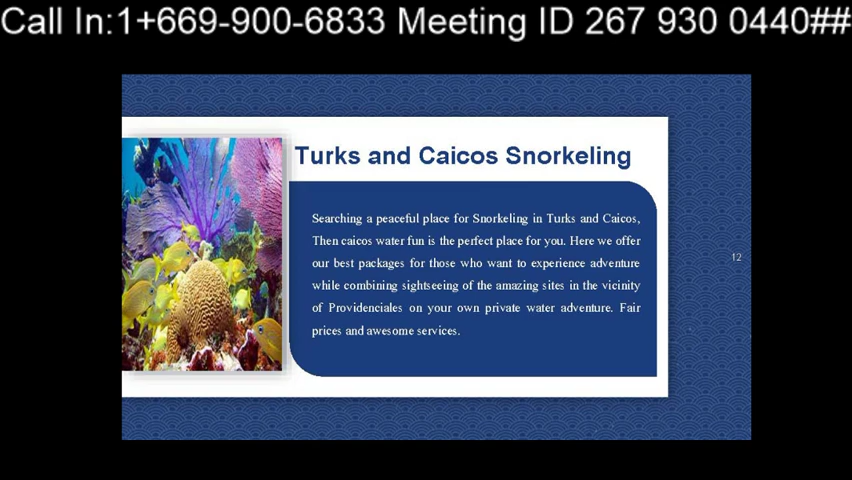 Call In:1+669-900-6833 Meeting ID 267 930 0440##
Turks and Caicos Snorkeling
Searching a peaceful place for Snorkeling in Turks and Caicos,
Then caicos water fun is the perfect place for you. Here we offer
our best packages for those who want to experience adventure
while combining sightseeing of the amazing sites in the vicinity
of Providenciales on your own private water adventure. Fair
prices and awesome services.
12